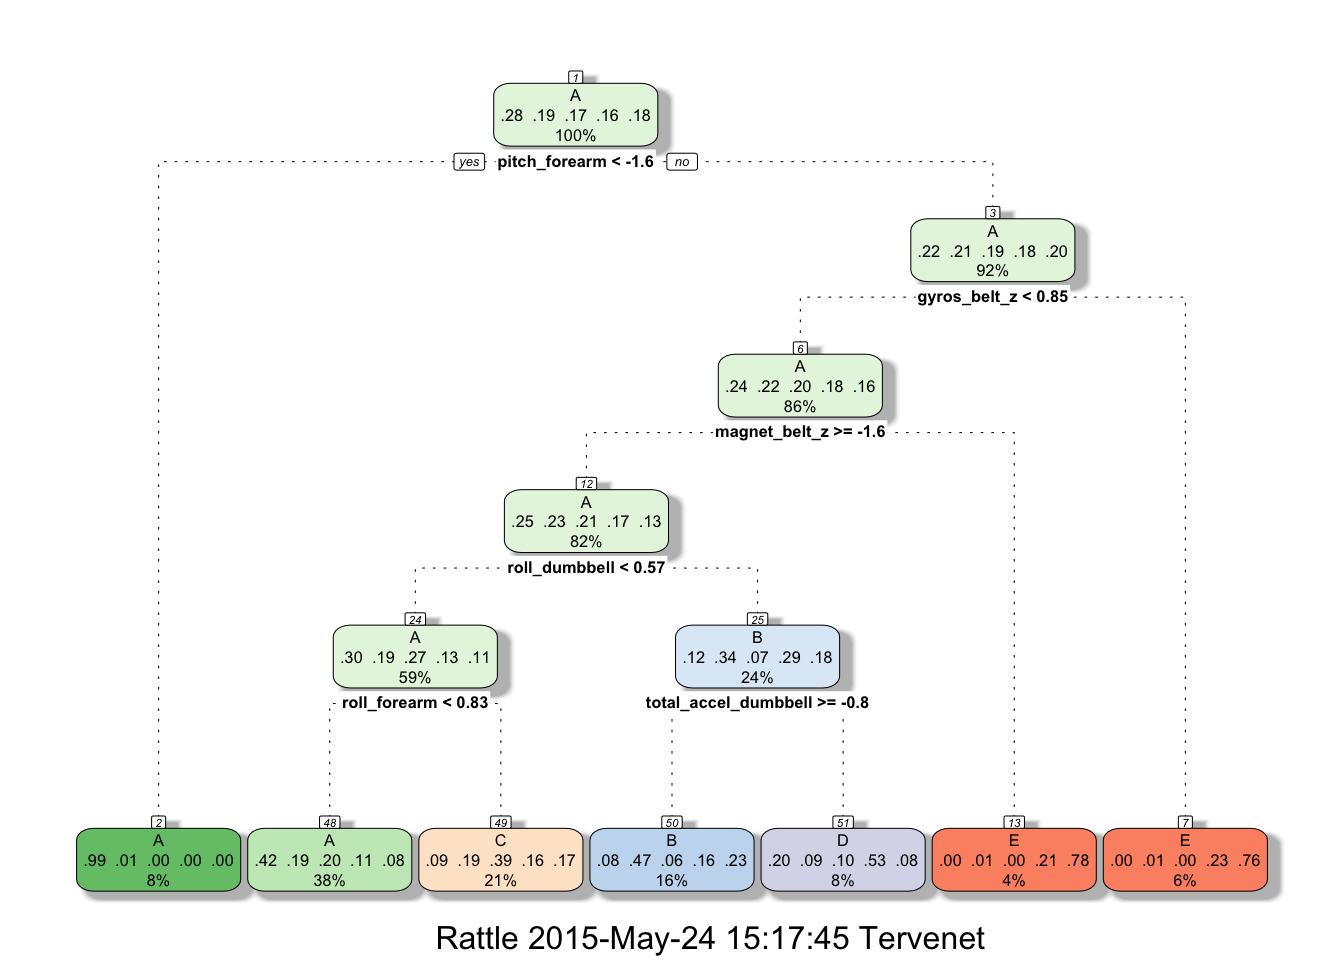 1
A
.28 .19 .17 .16 .18
100%
yes pitch_forearm < -1.6 no
3
A
.22 .21 .19 .18 .20
92%
gyros_belt_z < 0.85
6
A
.24 .22 .20 .18 .16
86%
magnet_belt_z >= -1.6
12
A
.25 .23 .21 .17 .13
82%
roll_dumbbell < 0.57
24
A
.30 .19 .27 .13 .11
59%
roll_forearm < 0.83
25
B
.12 .34 .07 .29 .18
24%
total_accel_dumbbell >= -0.8
2
A
.99 .01 .00 .00 .00
8%
48
A
.42 .19 .20 .11 .08
38%
49
C
.09 .19 .39 .16 .17
21%
50
B
.08 .47 .06 .16 .23
16%
51
D
.20 .09 .10 .53 .08
8%
13
E
.00 .01 .00 .21 .78
4%
7
E
.00 .01 .00 .23 .76
6%
Rattle 2015-May-24 15:17:45 Tervenet